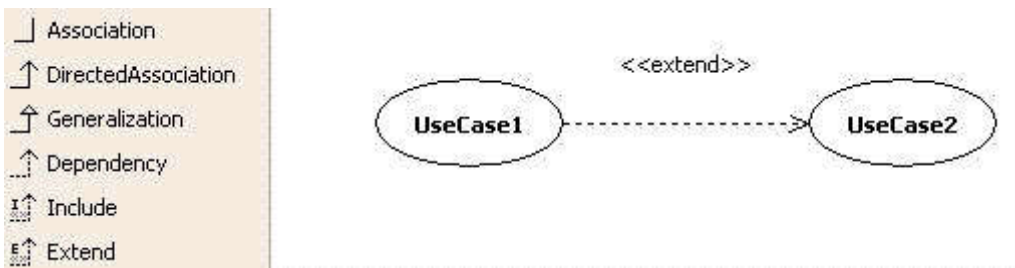 Association
DirectedAssociation
Generalization
Dependency
Include
Extend
<<extend>>
UseCase1
UseCase2